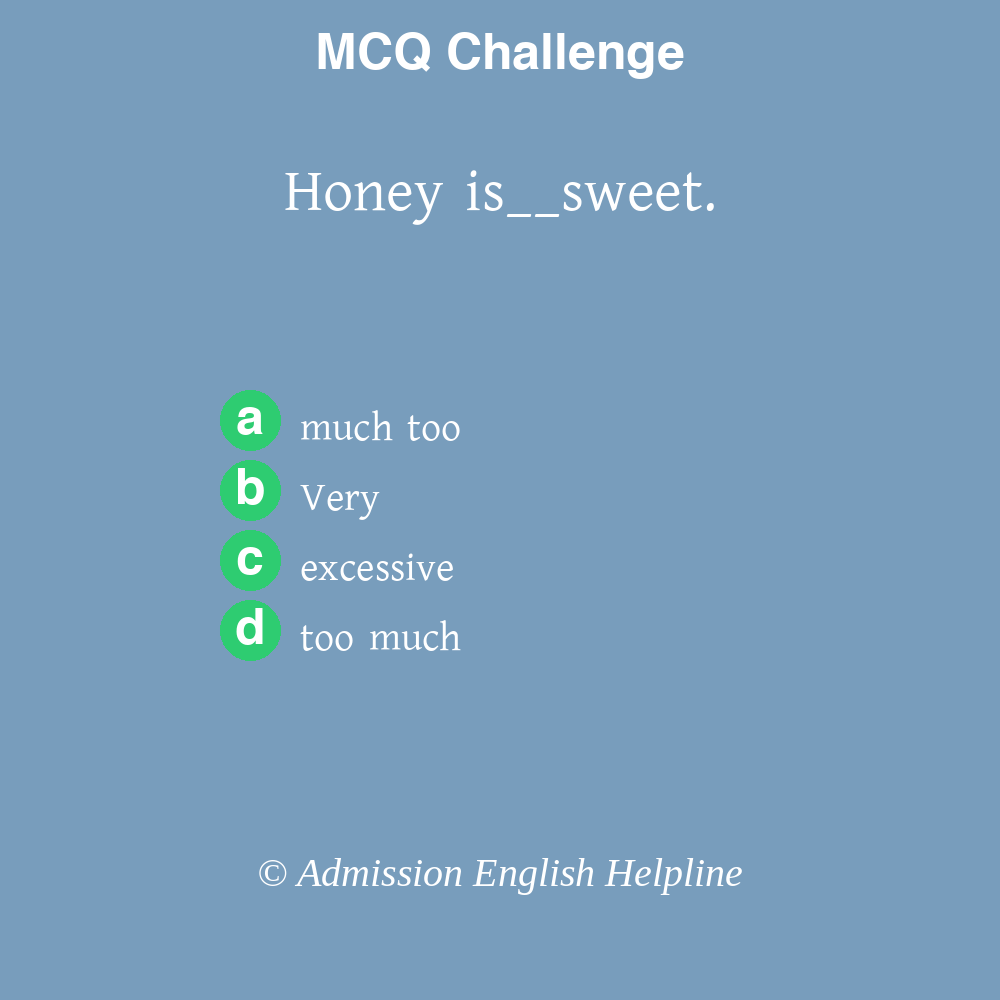 MCQ Challenge
Honey is__sweet.
a much too
b Very
c excessive
d too much
© Admission English Helpline